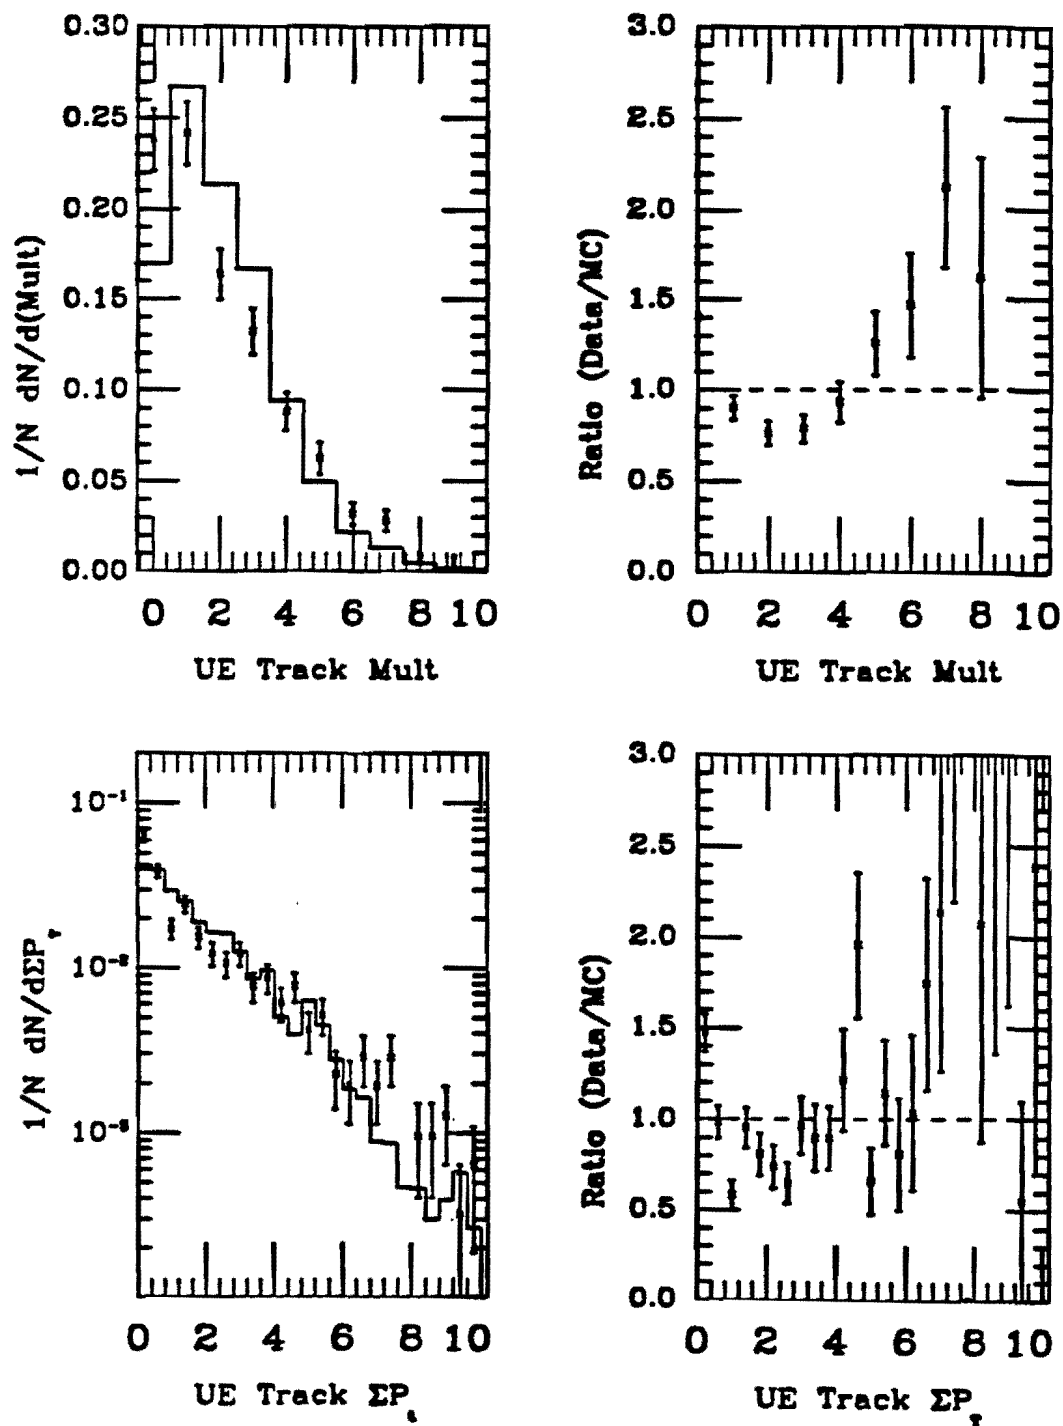 0.30
0.25
0.20
0.15
0.10
0.05
0.00
1/N dN/d(Mult)
0 2 4 6 8 10
UE Track Mult
3.0
2.5
2.0
1.5
1.0
0.5
0.0
Ratio (Data/MC)
0 2 4 6 8 10
UE Track Mult
10⁻¹
10⁻²
10⁻³
1/N dN/dΣP_T
0 2 4 6 8 10
UE Track ΣP_t
3.0
2.5
2.0
1.5
1.0
0.5
0.0
Ratio (Data/MC)
0 2 4 6 8 10
UE Track ΣP_T